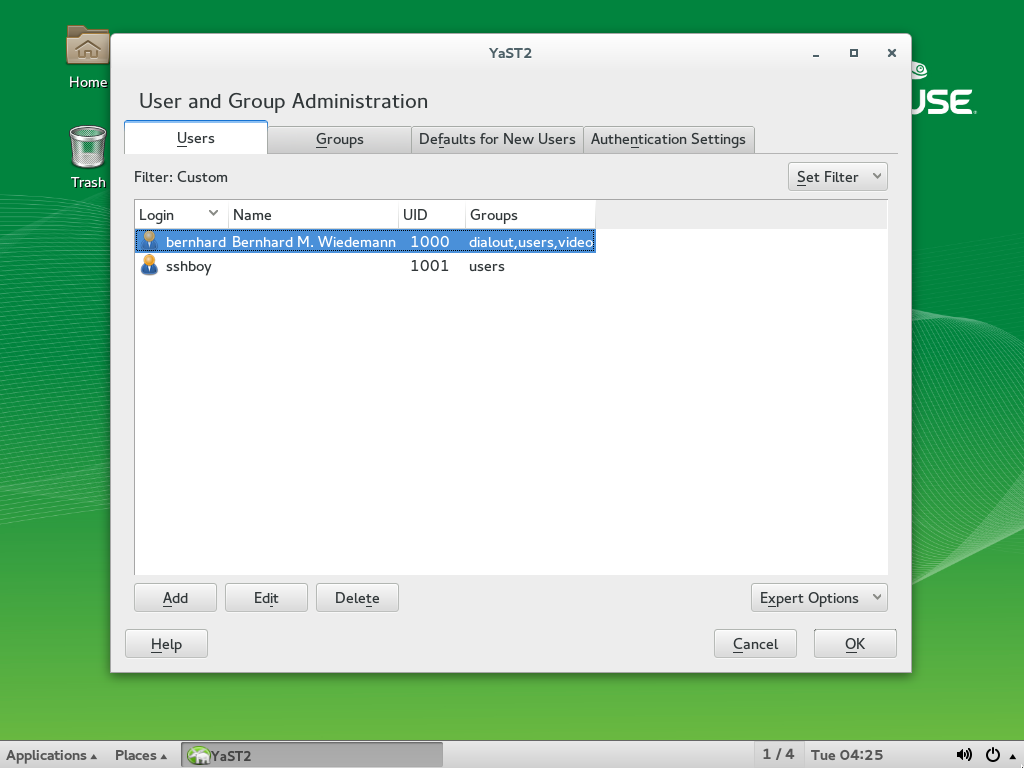 Home
Trash
USE
YaST2
User and Group Administration
Users Groups Defaults for New Users Authentication Settings
Filter: Custom Set Filter
Login Name UID Groups
bernhard Bernhard M. Wiedemann 1000 dialout,users,video
sshboy 1001 users
Add Edit Delete Expert Options
Help Cancel OK
Applications Places YaST2 1 / 4 Tue 04:25